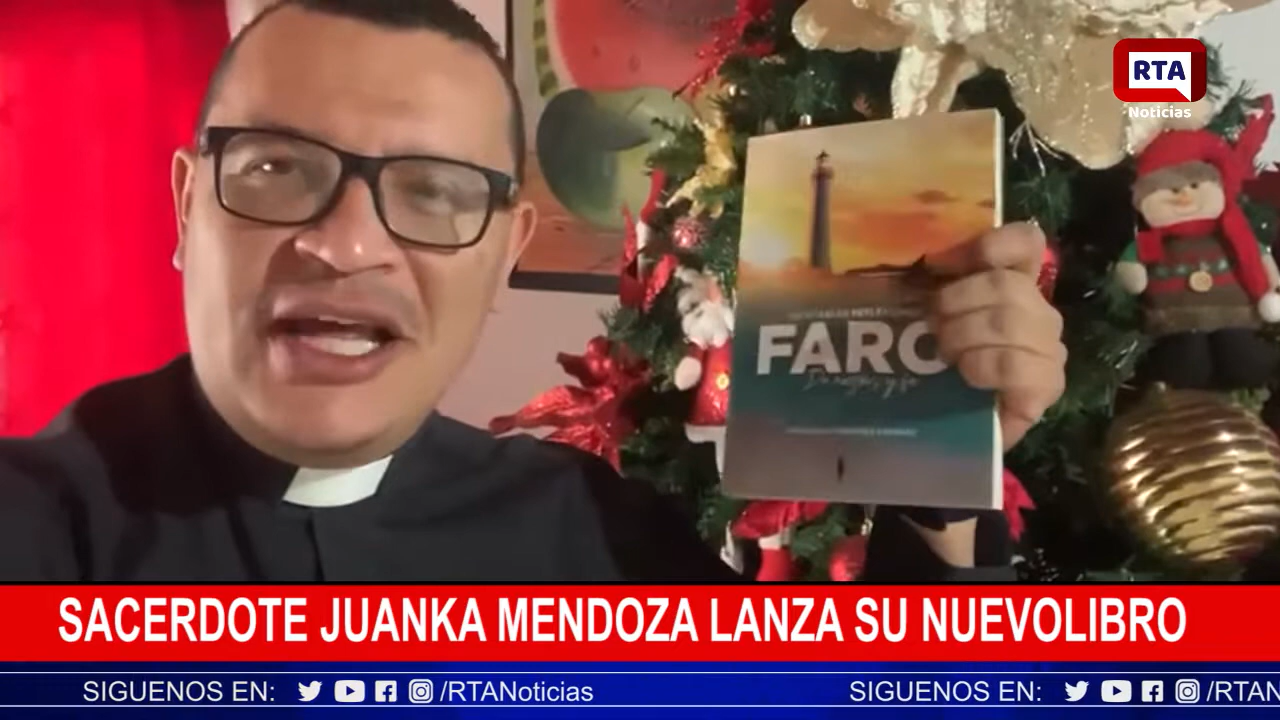 RTA
Noticias
FARO
SACERDOTE JUANKA MENDOZA LANZA SU NUEVOLIBRO
SIGUENOS EN: /RTANoticias
SIGUENOS EN: /RTAN